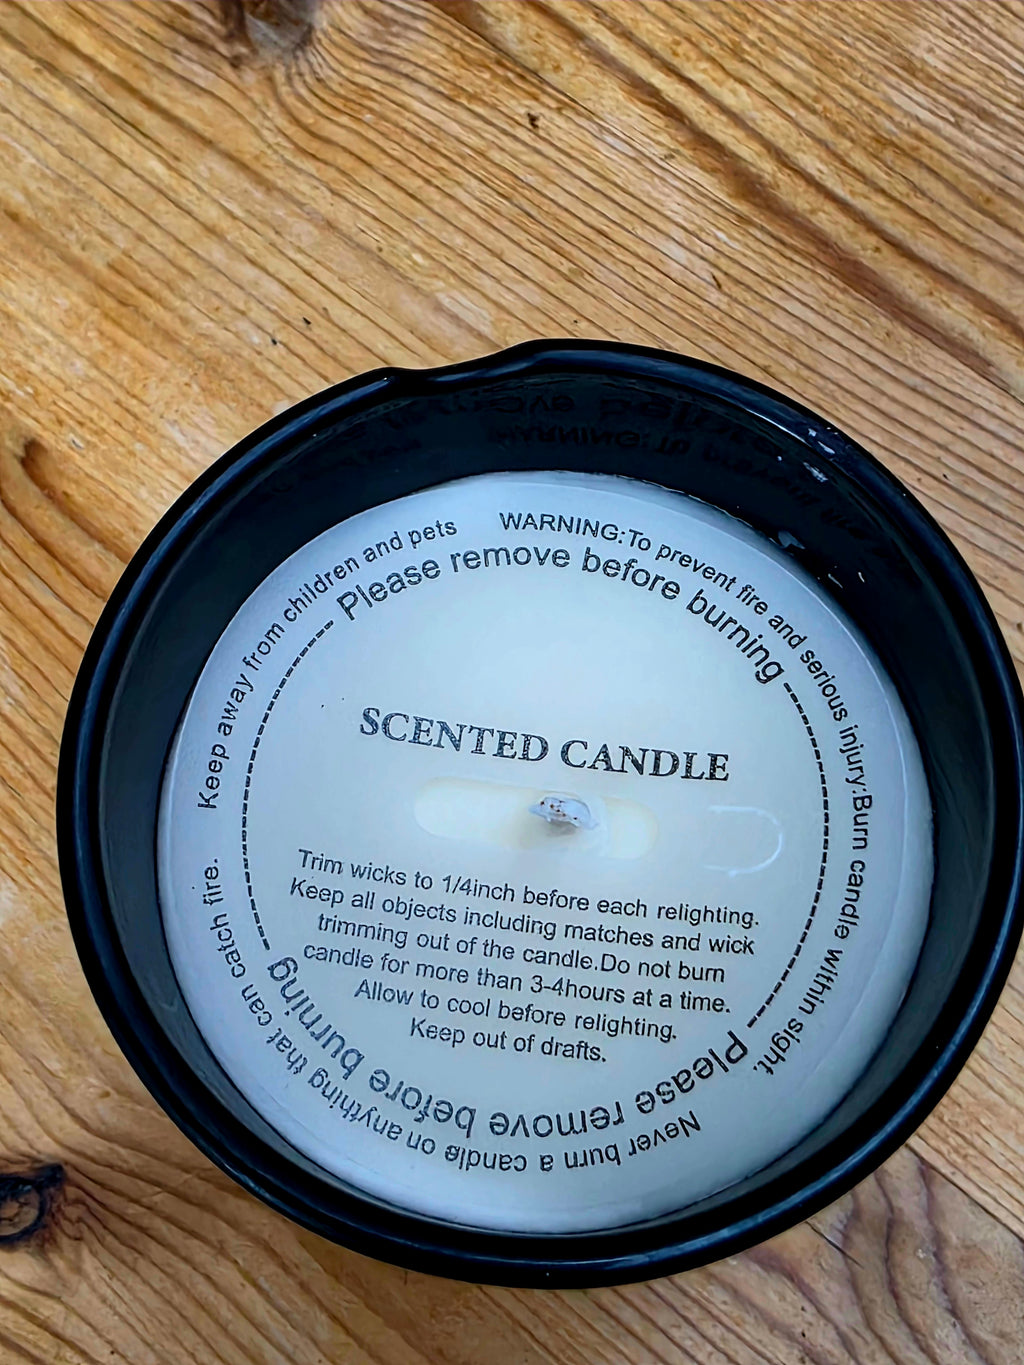 WARNING:To prevent fire and serious injury:Burn candle within sight.
Never burn a candle on anything that can catch fire.
Keep away from children and pets
Please remove before burning
SCENTED CANDLE
Trim wicks to 1/4inch before each relighting.
Keep all objects including matches and wick
trimming out of the candle.Do not burn
candle for more than 3-4hours at a time.
Allow to cool before relighting.
Keep out of drafts.
Please remove before burning